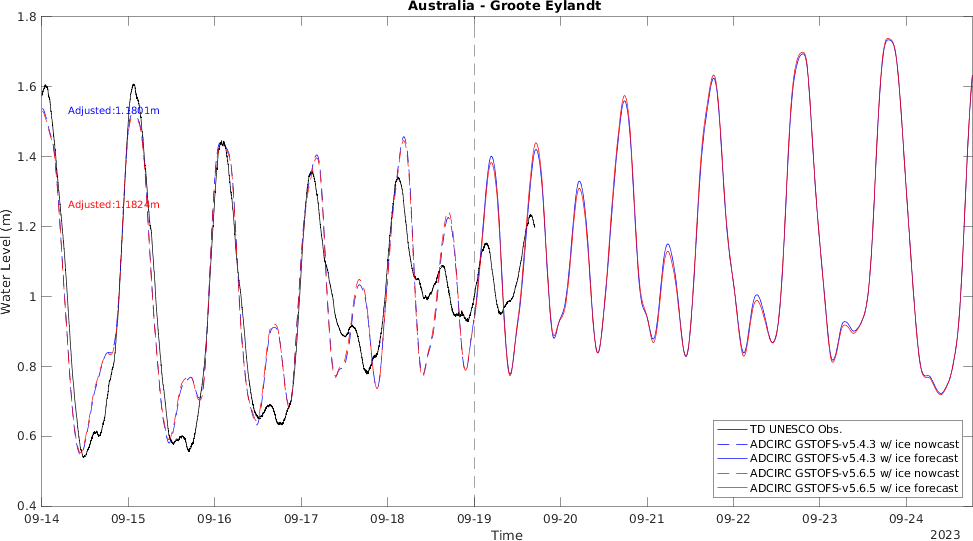 Australia - Groote Eylandt
1.8
1.6
1.4
1.2
1
0.8
0.6
0.4
Water Level (m)
Adjusted:1.1801m
Adjusted:1.1824m
TD UNESCO Obs.
ADCIRC GSTOFS-v5.4.3 w/ ice nowcast
ADCIRC GSTOFS-v5.4.3 w/ ice forecast
ADCIRC GSTOFS-v5.6.5 w/ ice nowcast
ADCIRC GSTOFS-v5.6.5 w/ ice forecast
09-14 09-15 09-16 09-17 09-18 09-19 09-20 09-21 09-22 09-23 09-24
Time
2023